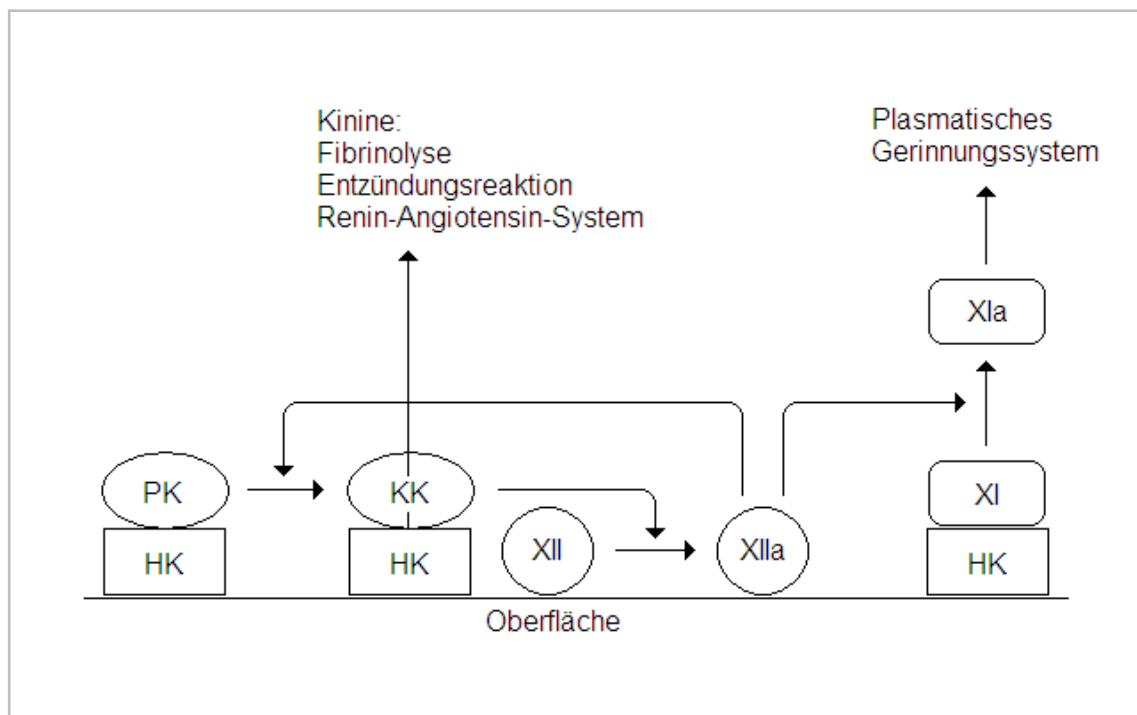 Kinine:
Fibrinolyse
Entzündungsreaktion
Renin-Angiotensin-System
Plasmatisches
Gerinnungssystem
XIa
PK
KK
XI
HK
HK
XII
XIIa
HK
Oberfläche